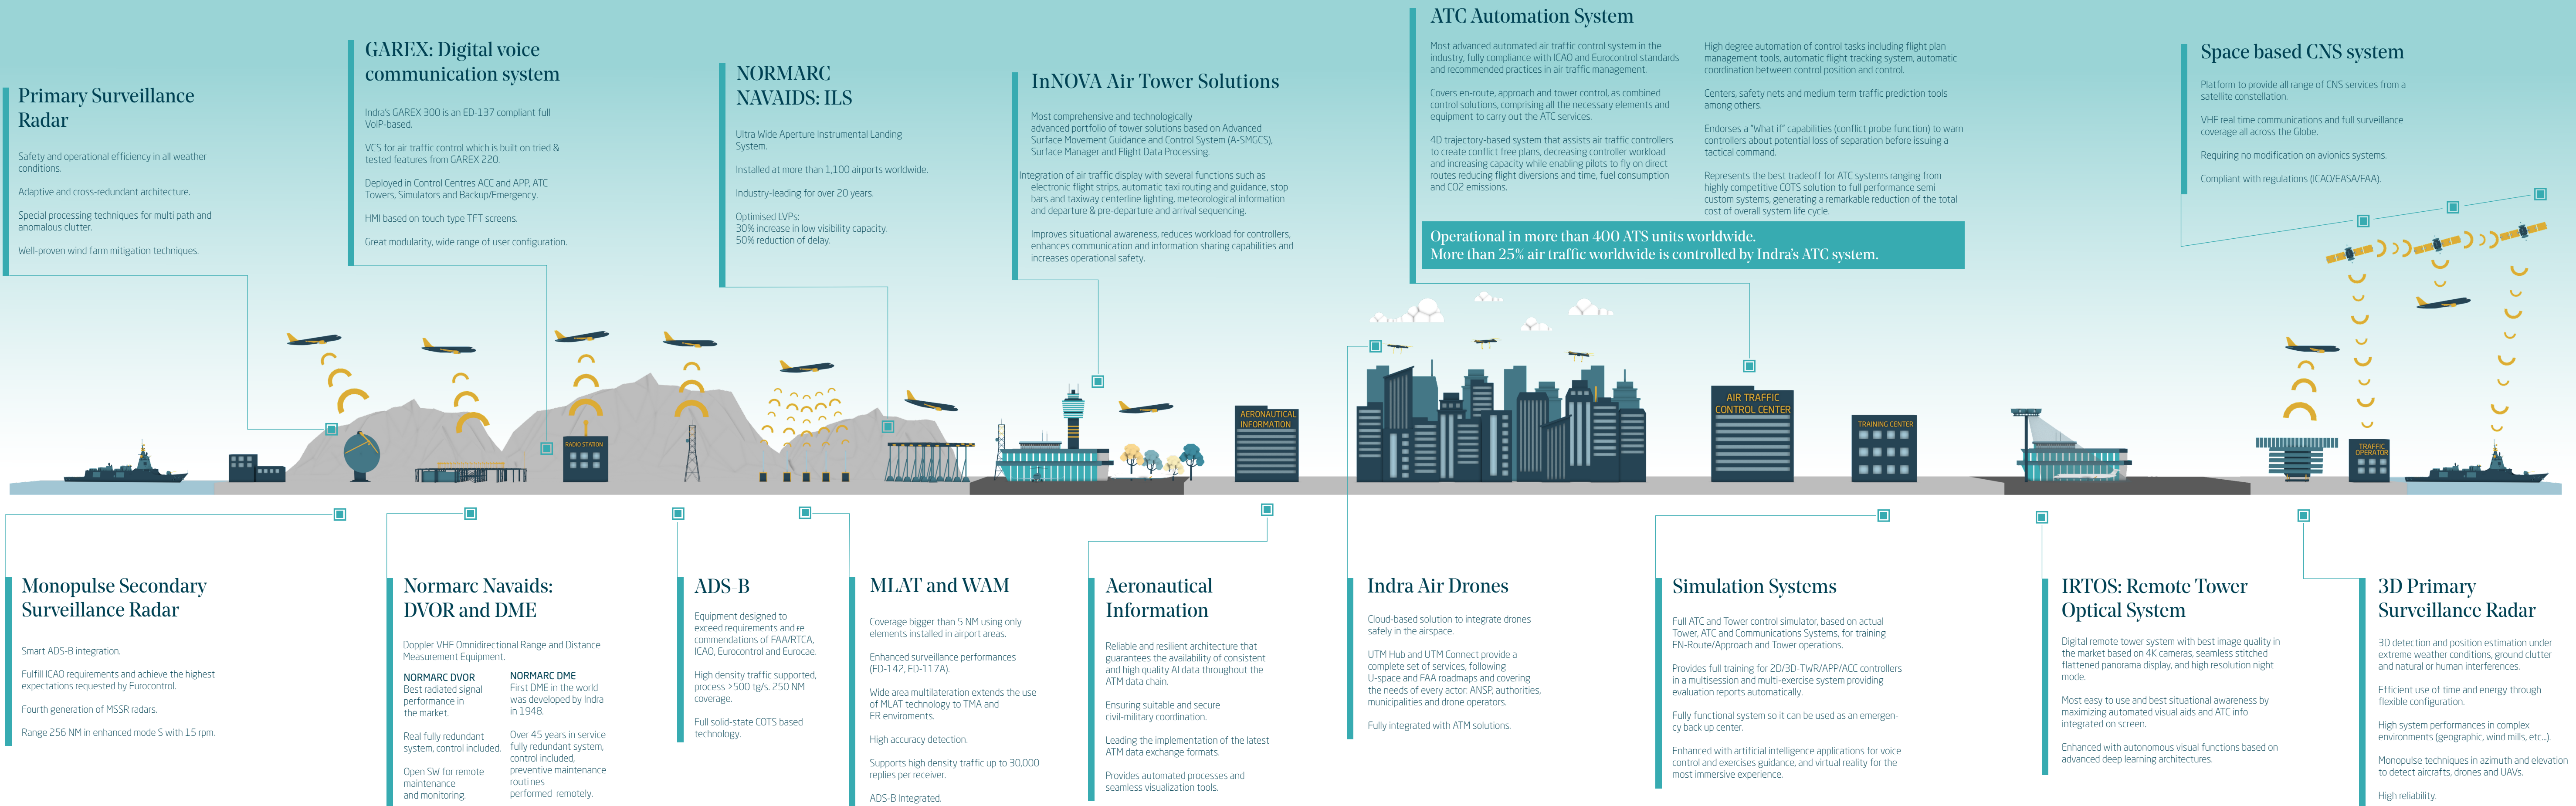 Primary Surveillance
Radar
Safety and operational efficiency in all weather
conditions.
Adaptive and cross-redundant architecture.
Special processing techniques for multi path and
anomalous clutter.
Well-proven wind farm mitigation techniques.
GAREX: Digital voice
communication system
Indra's GAREX 300 is an ED-137 compliant full
VoIP-based.
VCS for air traffic control which is built on tried &
tested features from GAREX 220.
Deployed in Control Centres ACC and APP, ATC
Towers, Simulators and Backup/Emergency.
HMI based on touch type TFT screens.
Great modularity, wide range of user configuration.
NORMARC
NAVAIDS: ILS
Ultra Wide Aperture Instrumental Landing
System.
Installed at more than 1,100 airports worldwide.
Industry-leading for over 20 years.
Optimised LVPs:
30% increase in low visibility capacity.
50% reduction of delay.
InNOVA Air Tower Solutions
Most comprehensive and technologically
advanced portfolio of tower solutions based on Advanced
Surface Movement Guidance and Control System (A-SMGCS),
Surface Manager and Flight Data Processing.
Integration of air traffic display with several functions such as
electronic flight strips, automatic taxi routing and guidance, stop
bars and taxiway centerline lighting, meteorological information
and departure & pre-departure and arrival sequencing.
Improves situational awareness, reduces workload for controllers,
enhances communication and information sharing capabilities and
increases operational safety.
ATC Automation System
Most advanced automated air traffic control system in the
industry, fully compliance with ICAO and Eurocontrol standards
and recommended practices in air traffic management.
Covers en-route, approach and tower control, as combined
control solutions, comprising all the necessary elements and
equipment to carry out the ATC services.
4D trajectory-based system that assists air traffic controllers
to create conflict free plans, decreasing controller workload
and increasing capacity while enabling pilots to fly on direct
routes reducing flight diversions and time, fuel consumption
and CO2 emissions.
High degree automation of control tasks including flight plan
management tools, automatic flight tracking system, automatic
coordination between control position and control.
Centers, safety nets and medium term traffic prediction tools
among others.
Endorses a "What if" capabilities (conflict probe function) to warn
controllers about potential loss of separation before issuing a
tactical command.
Represents the best tradeoff for ATC systems ranging from
highly competitive COTS solution to full performance semi
custom systems, generating a remarkable reduction of the total
cost of overall system life cycle.
Operational in more than 400 ATS units worldwide.
More than 25% air traffic worldwide is controlled by Indra's ATC system.
Space based CNS system
Platform to provide all range of CNS services from a
satellite constellation.
VHF real time communications and full surveillance
coverage all across the Globe.
Requiring no modification on avionics systems.
Compliant with regulations (ICAO/EASA/FAA).
RADIO STATION
AERONAUTICAL
INFORMATION
AIR TRAFFIC
CONTROL CENTER
TRAINING CENTER
TRAFFIC
OPERATOR
Monopulse Secondary
Surveillance Radar
Smart ADS-B integration.
Fulfill ICAO requirements and achieve the highest
expectations requested by Eurocontrol.
Fourth generation of MSSR radars.
Range 256 NM in enhanced mode S with 15 rpm.
Normarc Navaids:
DVOR and DME
Doppler VHF Omnidirectional Range and Distance
Measurement Equipment.
NORMARC DVOR
Best radiated signal
performance in
the market.
Real fully redundant
system, control included.
Open SW for remote
maintenance
and monitoring.
NORMARC DME
First DME in the world
was developed by Indra
in 1948.
Over 45 years in service
fully redundant system,
control included,
preventive maintenance
routines
performed remotely.
ADS-B
Equipment designed to
exceed requirements and re
commendations of FAA/RTCA,
ICAO, Eurocontrol and Eurocae.
High density traffic supported,
process >500 tg/s. 250 NM
coverage.
Full solid-state COTS based
technology.
MLAT and WAM
Coverage bigger than 5 NM using only
elements installed in airport areas.
Enhanced surveillance performances
(ED-142, ED-117A).
Wide area multilateration extends the use
of MLAT technology to TMA and
ER enviroments.
High accuracy detection.
Supports high density traffic up to 30,000
replies per receiver.
ADS-B Integrated.
Aeronautical
Information
Reliable and resilient architecture that
guarantees the availability of consistent
and high quality AI data throughout the
ATM data chain.
Ensuring suitable and secure
civil-military coordination.
Leading the implementation of the latest
ATM data exchange formats.
Provides automated processes and
seamless visualization tools.
Indra Air Drones
Cloud-based solution to integrate drones
safely in the airspace.
UTM Hub and UTM Connect provide a
complete set of services, following
U-space and FAA roadmaps and covering
the needs of every actor: ANSP, authorities,
municipalities and drone operators.
Fully integrated with ATM solutions.
Simulation Systems
Full ATC and Tower control simulator, based on actual
Tower, ATC and Communications Systems, for training
EN-Route/Approach and Tower operations.
Provides full training for 2D/3D-TWR/APP/ACC controllers
in a multisession and multi-exercise system providing
evaluation reports automatically.
Fully functional system so it can be used as an emergen-
cy back up center.
Enhanced with artificial intelligence applications for voice
control and exercises guidance, and virtual reality for the
most immersive experience.
IRTOS: Remote Tower
Optical System
Digital remote tower system with best image quality in
the market based on 4K cameras, seamless stitched
flattened panorama display, and high resolution night
mode.
Most easy to use and best situational awareness by
maximizing automated visual aids and ATC info
integrated on screen.
Enhanced with autonomous visual functions based on
advanced deep learning architectures.
3D Primary
Surveillance Radar
3D detection and position estimation under
extreme weather conditions, ground clutter
and natural or human interferences.
Efficient use of time and energy through
flexible configuration.
High system performances in complex
environments (geographic, wind mills, etc...).
Monopulse techniques in azimuth and elevation
to detect aircrafts, drones and UAVs.
High reliability.